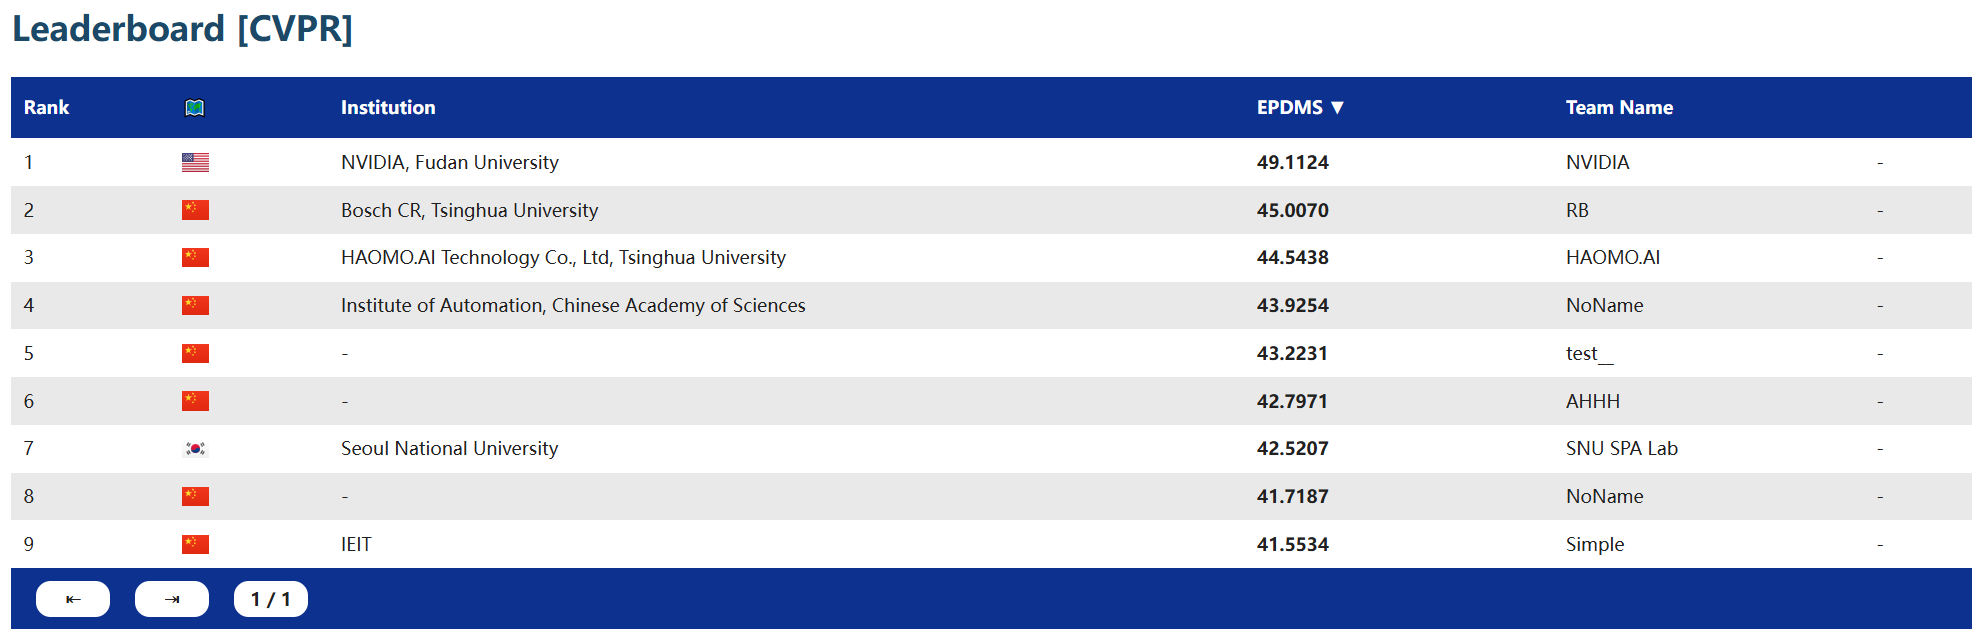 Leaderboard [CVPR]
Rank Institution EPDMS ▼ Team Name
1 NVIDIA, Fudan University 49.1124 NVIDIA -
2 Bosch CR, Tsinghua University 45.0070 RB -
3 HAOMO.AI Technology Co., Ltd, Tsinghua University 44.5438 HAOMO.AI -
4 Institute of Automation, Chinese Academy of Sciences 43.9254 NoName -
5 - 43.2231 test__ -
6 - 42.7971 AHHH -
7 Seoul National University 42.5207 SNU SPA Lab -
8 - 41.7187 NoName -
9 IEIT 41.5534 Simple -
⇤ ⇥ 1 / 1